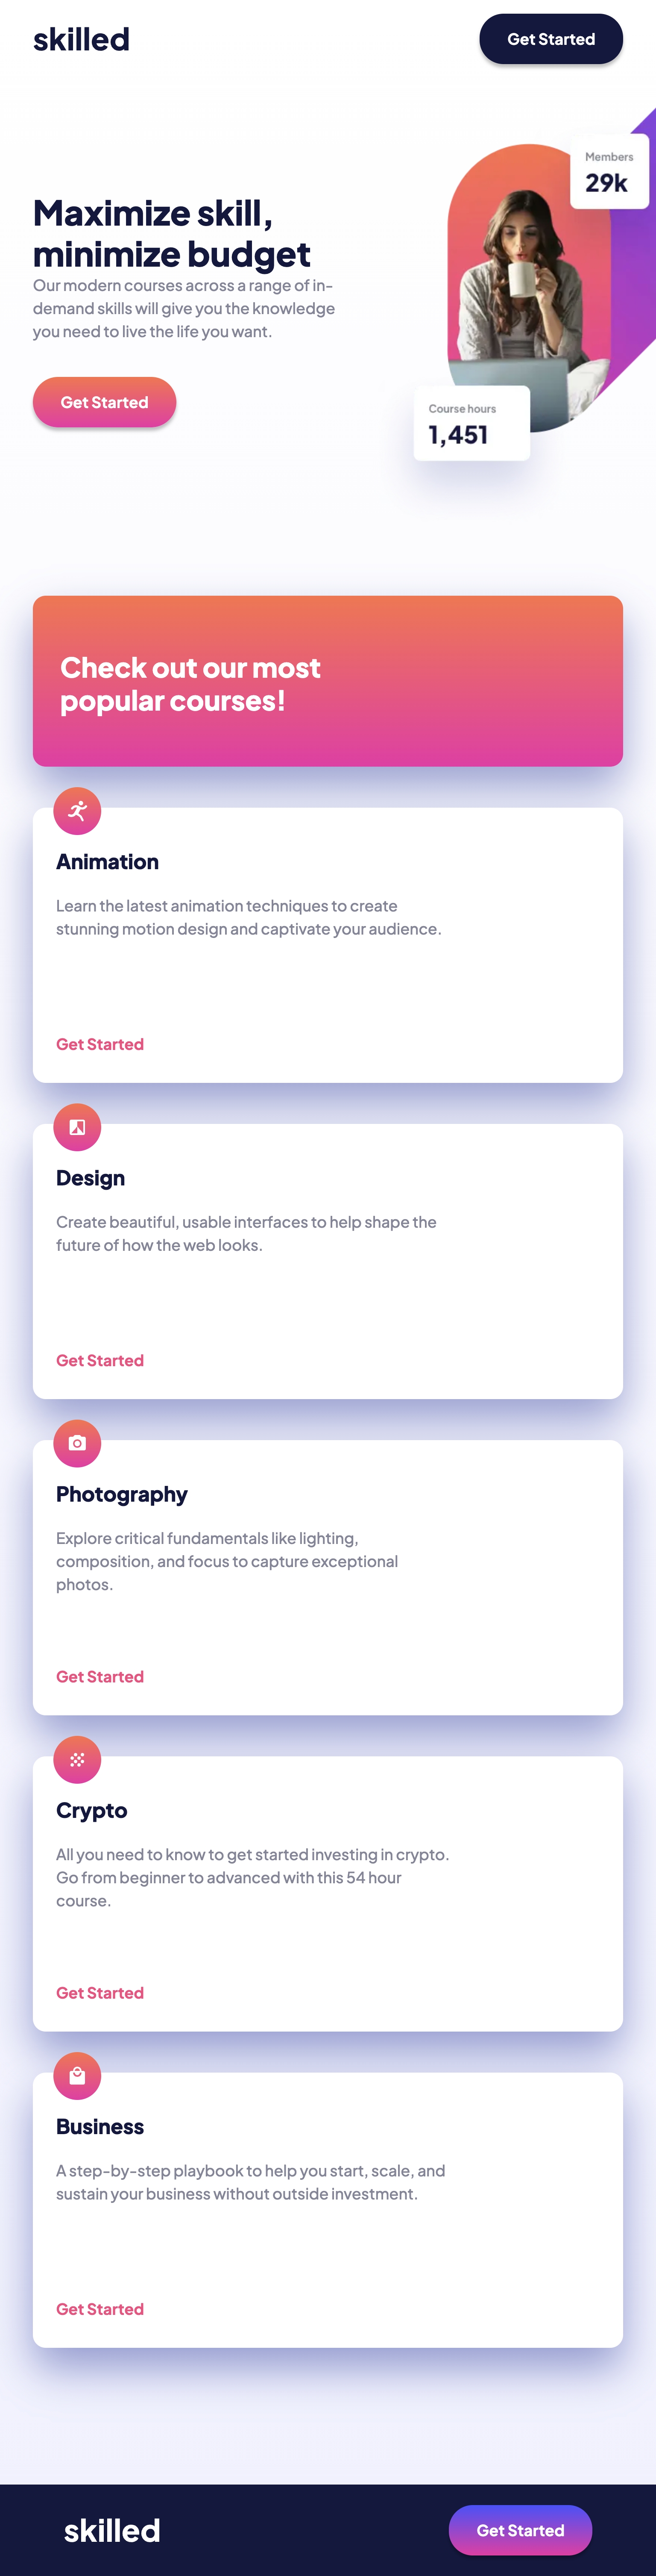 skilled
Get Started
Members
29k
Maximize skill,
minimize budget
Our modern courses across a range of in-
demand skills will give you the knowledge
you need to live the life you want.
Get Started
Course hours
1,451
Check out our most
popular courses!
Animation
Learn the latest animation techniques to create
stunning motion design and captivate your audience.
Get Started
Design
Create beautiful, usable interfaces to help shape the
future of how the web looks.
Get Started
Photography
Explore critical fundamentals like lighting,
composition, and focus to capture exceptional
photos.
Get Started
Crypto
All you need to know to get started investing in crypto.
Go from beginner to advanced with this 54 hour
course.
Get Started
Business
A step-by-step playbook to help you start, scale, and
sustain your business without outside investment.
Get Started
skilled
Get Started